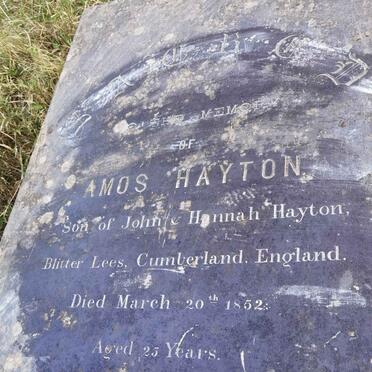 THE MEMORY
OF
AMOS HAYTON
Son of John & Hannah Hayton,
Blitter Lees, Cumberland, England.
Died March 20th 1852:
Aged 25 Years.